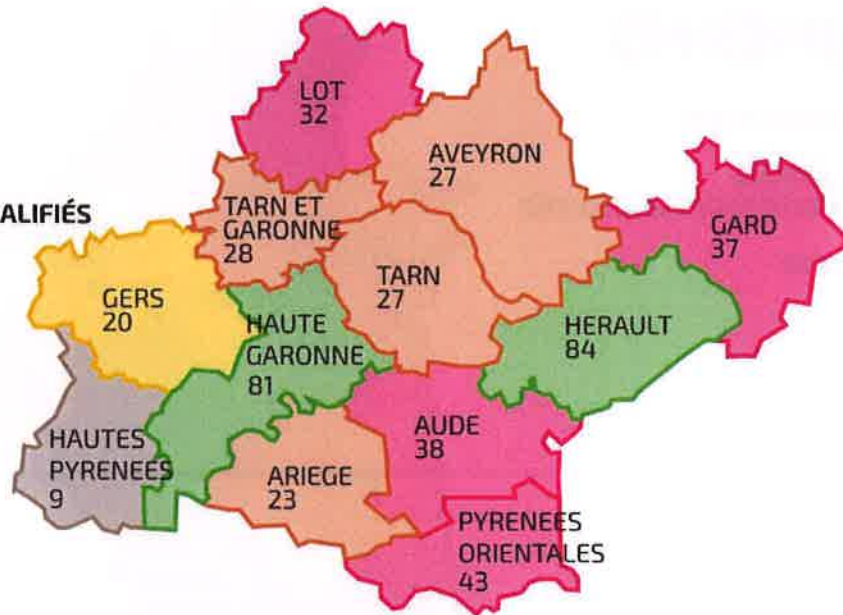 LOT
32
AVEYRON
27
ALIFIÉS
TARN ET
GARONNE
28
GARD
37
TARN
27
GERS
20
HAUTE
GARONNE
81
HERAULT
84
HAUTES
PYRENEES
9
AUDE
38
ARIEGE
23
PYRENEES
ORIENTALES
43